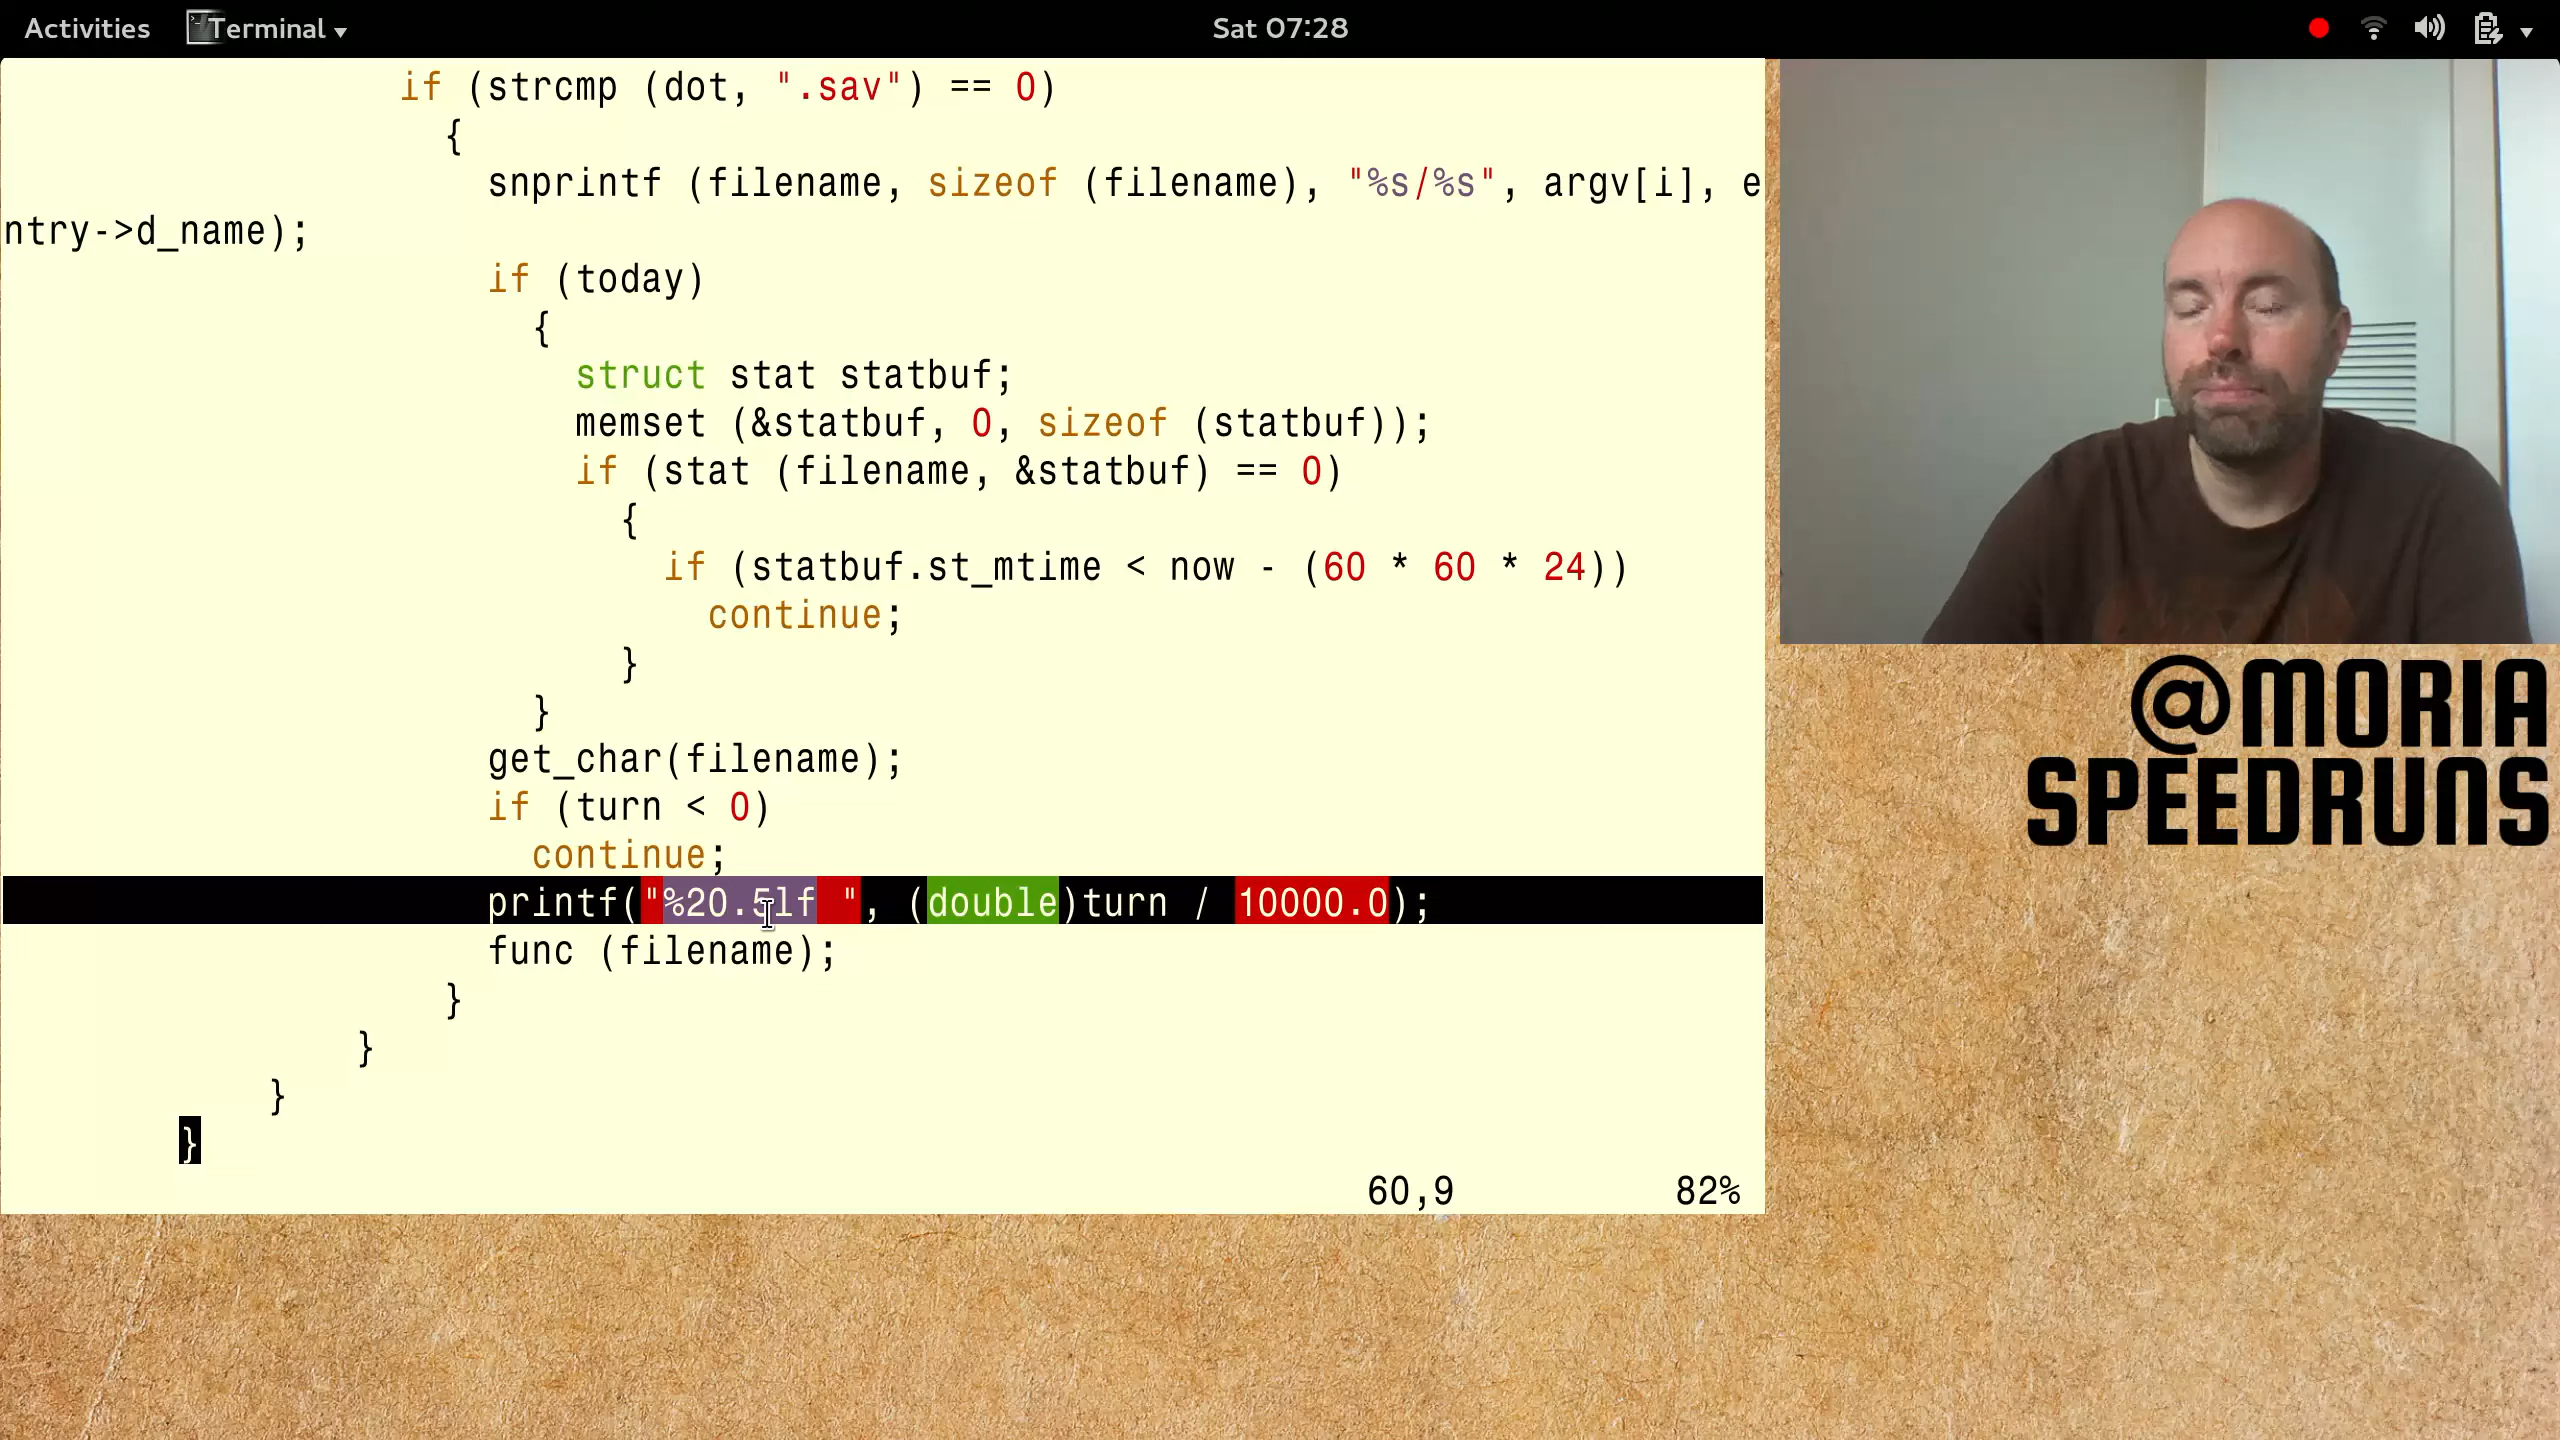 Activities Terminal Sat 07:28
if (strcmp (dot, ".sav") == 0)
{
snprintf (filename, sizeof (filename), "%s/%s", argv[i], e
ntry->d_name);
if (today)
{
struct stat statbuf;
memset (&statbuf, 0, sizeof (statbuf));
if (stat (filename, &statbuf) == 0)
{
if (statbuf.st_mtime < now - (60 * 60 * 24))
continue;
}
}
get_char(filename);
if (turn < 0)
continue;
printf("%20.5lf ", (double)turn / 10000.0);
func (filename);
}
}
}
}
60,9 82%
@MORIA
SPEEDRUNS